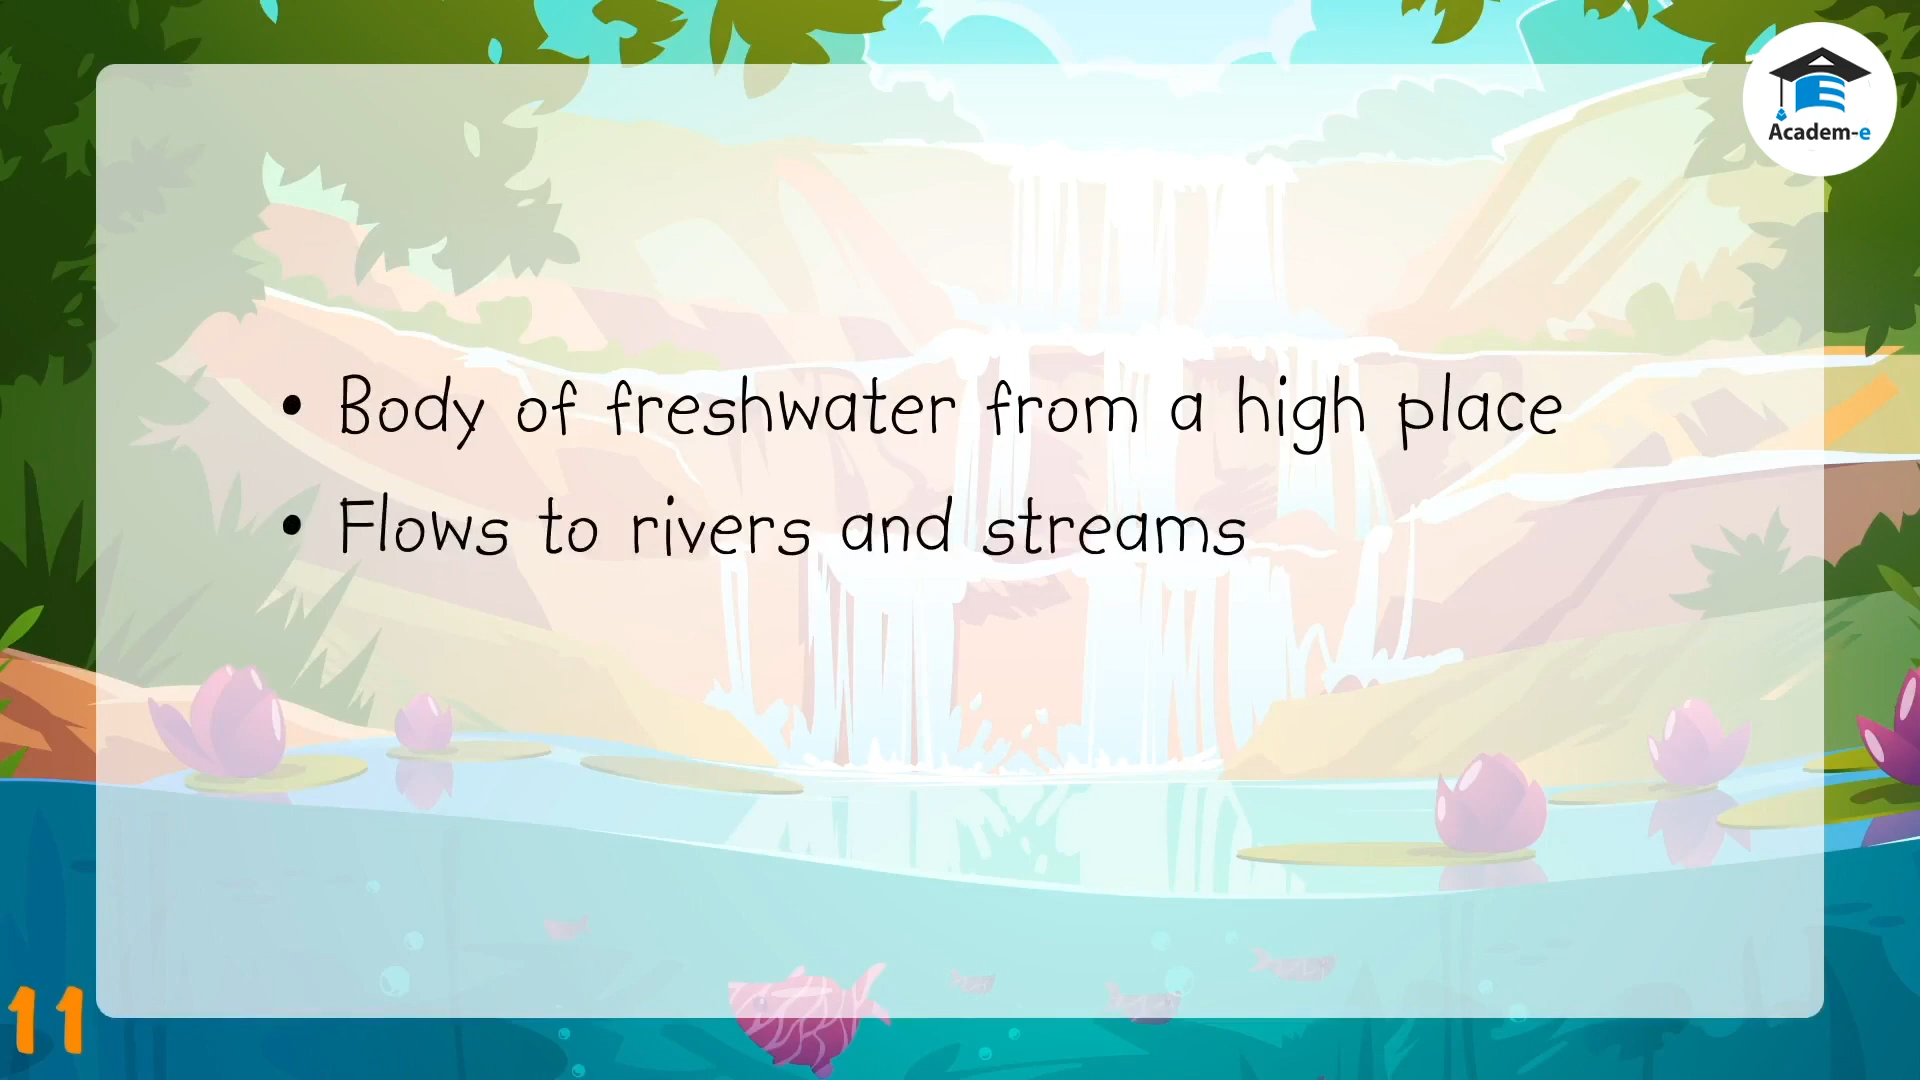 Academ-e
• Body of freshwater from a high place
• Flows to rivers and streams
11